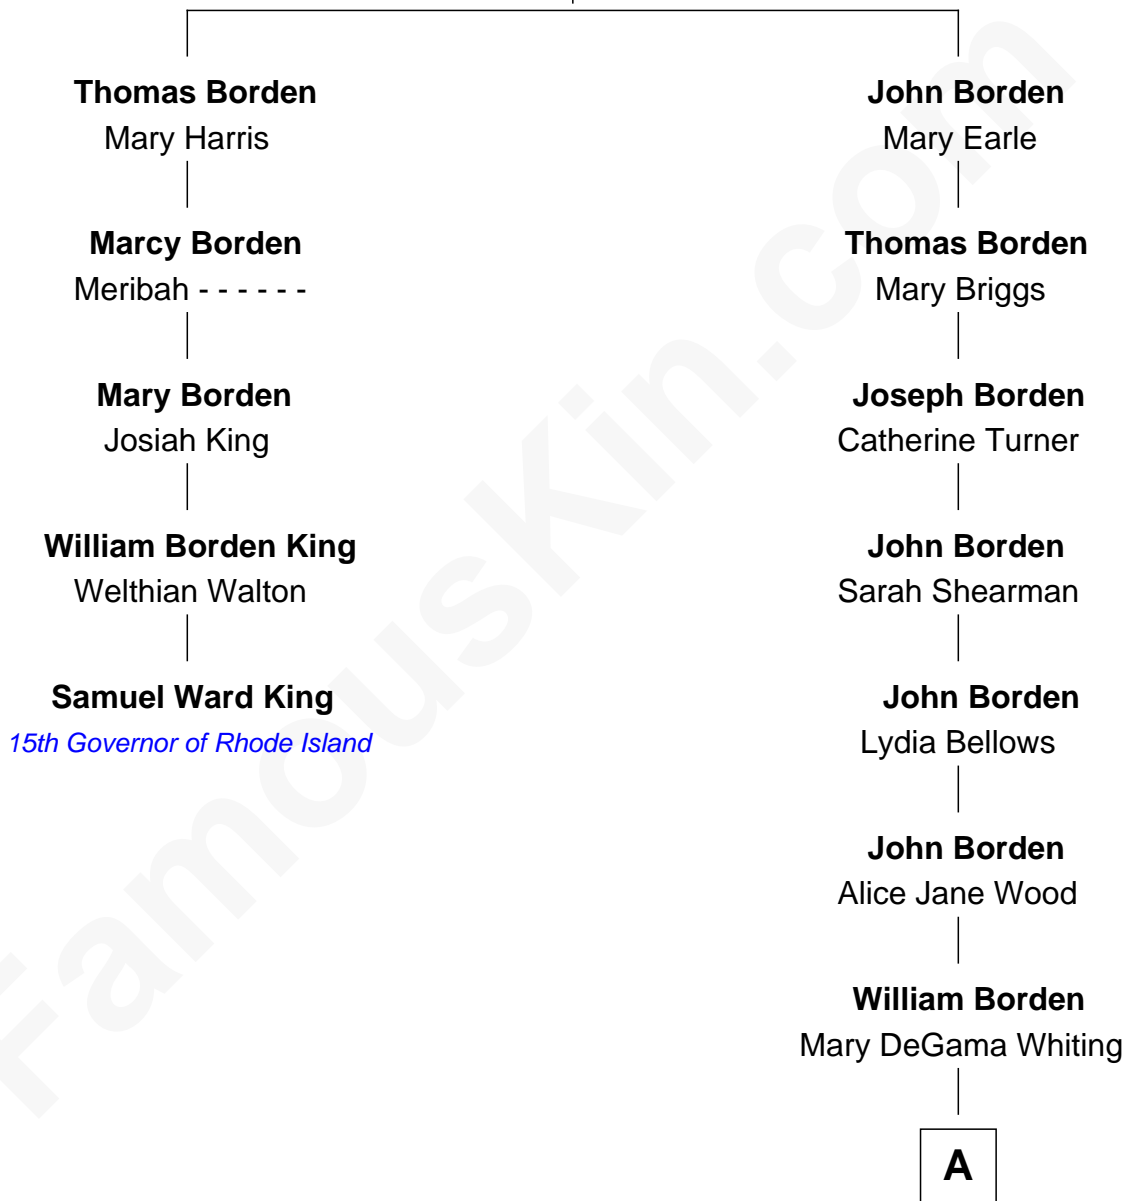 Thomas Borden
Mary Harris
Marcy Borden
Meribah - - - - - -
Mary Borden
Josiah King
William Borden King
Welthian Walton
Samuel Ward King
15th Governor of Rhode Island
John Borden
Mary Earle
Thomas Borden
Mary Briggs
Joseph Borden
Catherine Turner
John Borden
Sarah Shearman
John Borden
Lydia Bellows
John Borden
Alice Jane Wood
William Borden
Mary DeGama Whiting
A
FamousKin.com